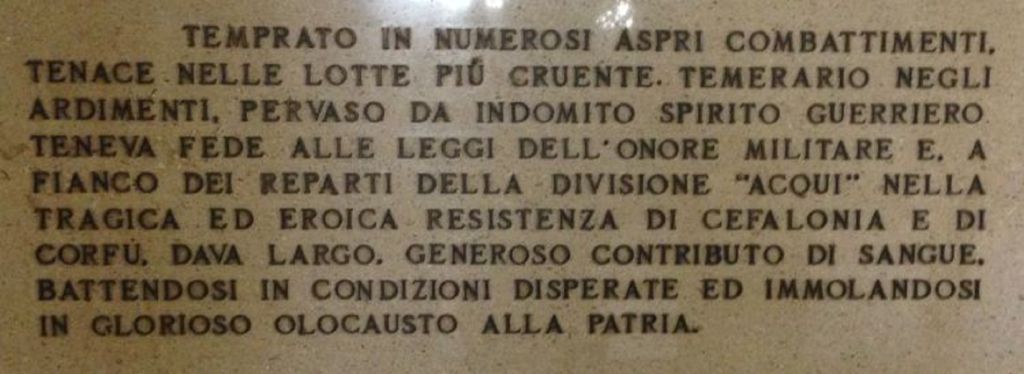 TEMPRATO IN NUMEROSI ASPRI COMBATTIMENTI,
TENACE NELLE LOTTE PIÚ CRUENTE. TEMERARIO NEGLI
ARDIMENTI, PERVASO DA INDOMITO SPIRITO GUERRIERO
TENEVA FEDE ALLE LEGGI DELL'ONORE MILITARE E, A
FIANCO DEI REPARTI DELLA DIVISIONE "ACQUI" NELLA
TRAGICA ED EROICA RESISTENZA DI CEFALONIA E DI
CORFÙ, DAVA LARGO, GENEROSO CONTRIBUTO DI SANGUE,
BATTENDOSI IN CONDIZIONI DISPERATE ED IMMOLANDOSI
IN GLORIOSO OLOCAUSTO ALLA PATRIA.